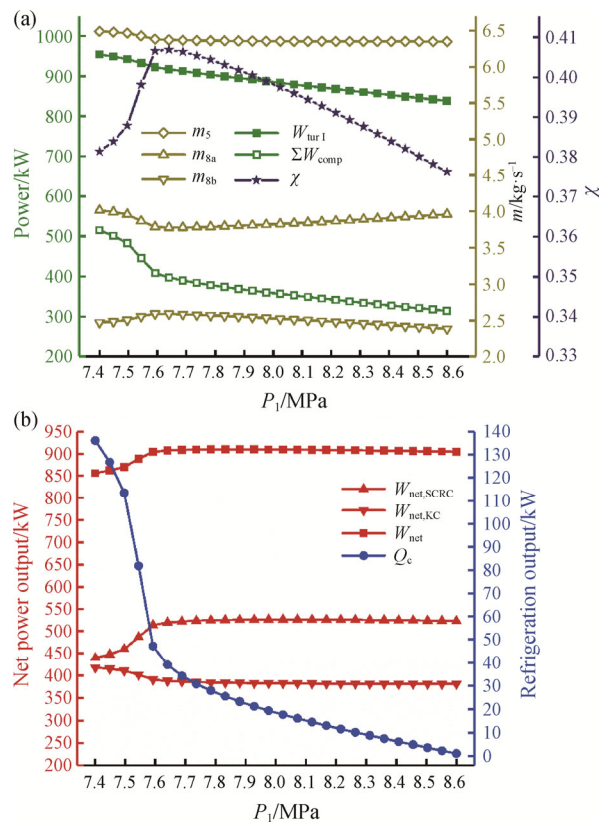 (a)
1000
900
800
700
600
500
400
300
200
Power/kW
m5
m8a
m8b
Wtur I
ΣWcomp
χ
6.5
6.0
5.5
5.0
4.5
4.0
3.5
3.0
2.5
2.0
m/kg·s⁻¹
0.41
0.40
0.39
0.38
0.37
0.36
0.35
0.34
0.33
χ
7.4 7.5 7.6 7.7 7.8 7.9 8.0 8.1 8.2 8.3 8.4 8.5 8.6
P1/MPa
(b)
950
900
850
800
750
700
650
600
550
500
450
400
350
300
250
200
Net power output/kW
Wnet,SCRC
Wnet,KC
Wnet
Qc
140
130
120
110
100
90
80
70
60
50
40
30
20
10
0
Refrigeration output/kW
7.4 7.5 7.6 7.7 7.8 7.9 8.0 8.1 8.2 8.3 8.4 8.5 8.6
P1/MPa